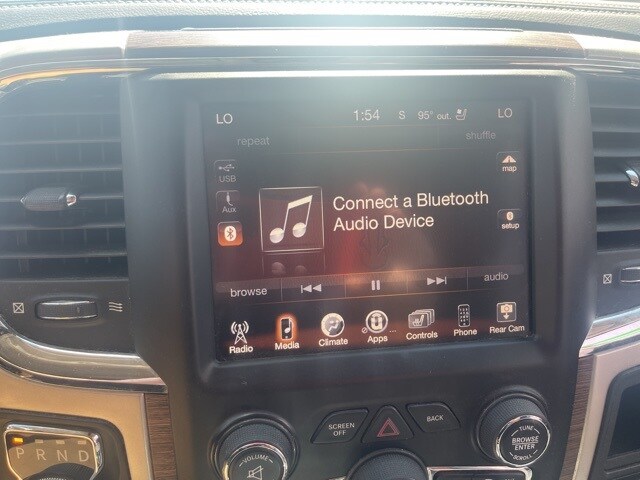 LO 1:54 S 95° out. LO
repeat shuffle
USB
map
Aux
Connect a Bluetooth
Audio Device
setup
browse audio
Radio Media Climate Apps ... Controls Phone Rear Cam
SCREEN
OFF
BACK
TUNE
BROWSE
ENTER
SCROLL
VOLUME
P R N D